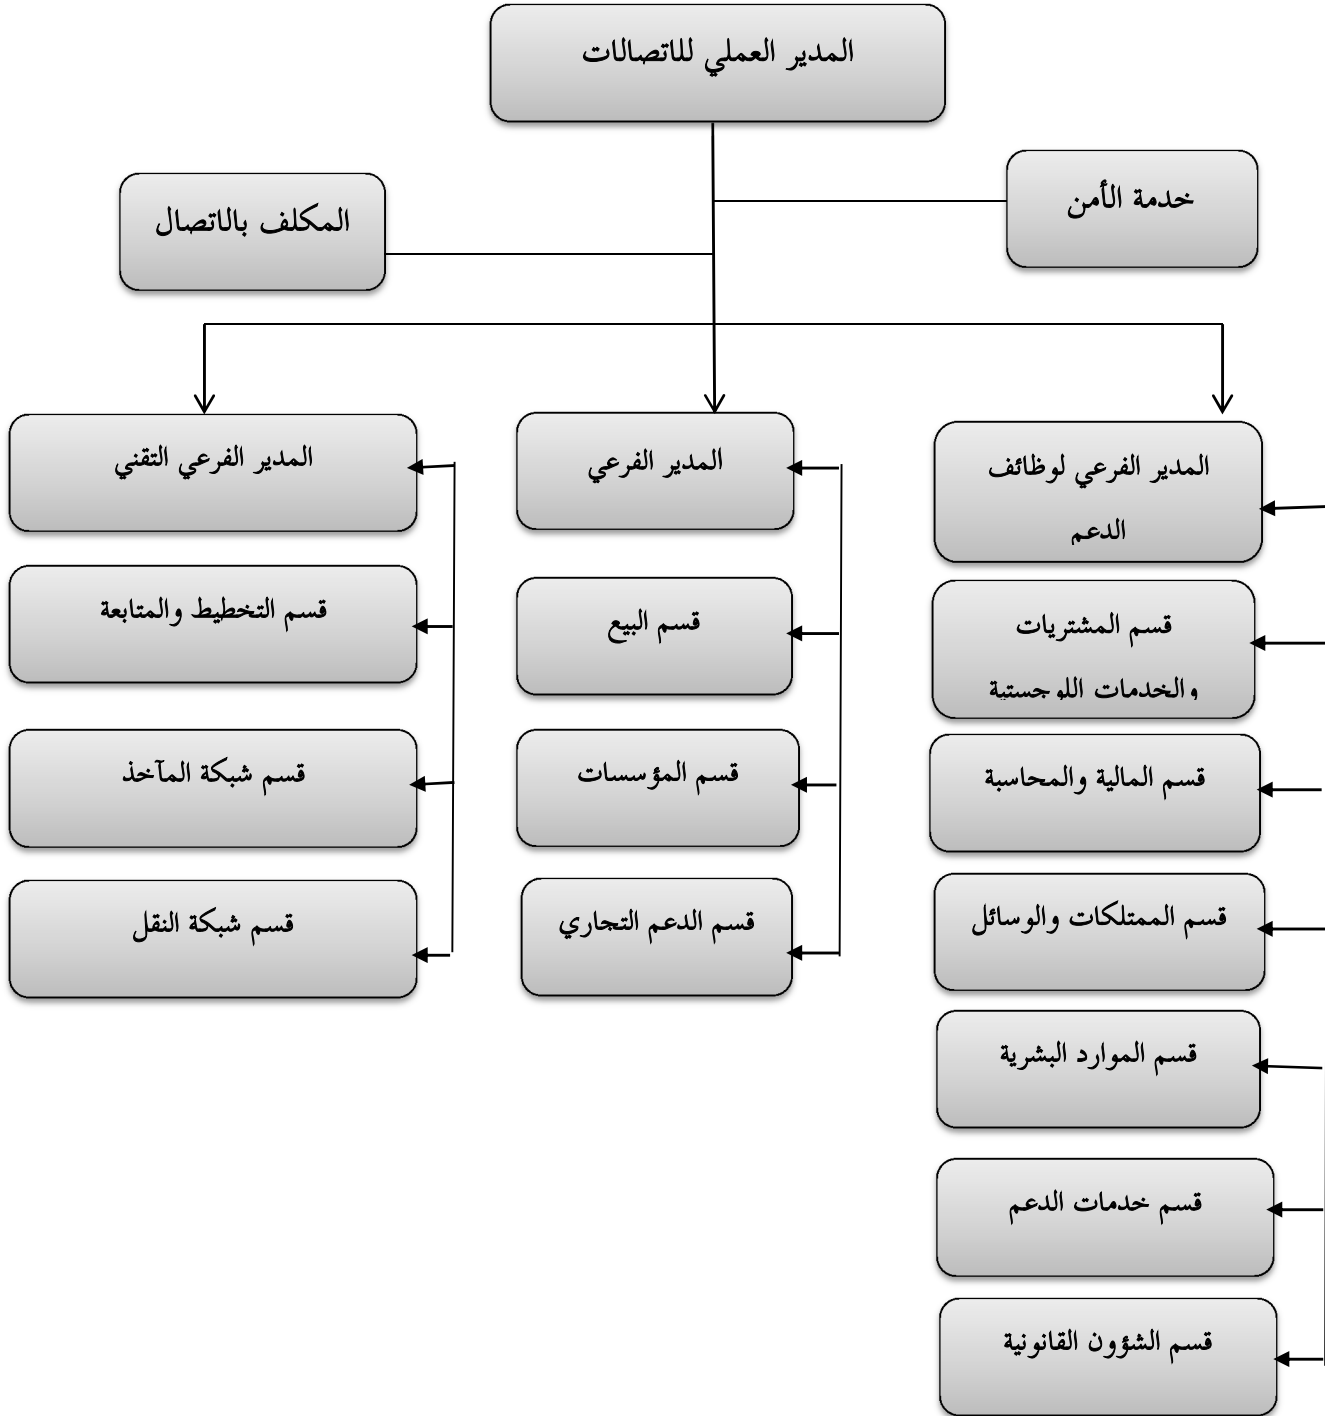 المدير العملي للاتصالات
خدمة الأمن
المكلف بالاتصال
المدير الفرعي لوظائف
الدعم
قسم المشتريات
والخدمات اللوجستية
قسم المالية والمحاسبة
قسم الممتلكات والوسائل
قسم الموارد البشرية
قسم خدمات الدعم
قسم الشؤون القانونية
المدير الفرعي
قسم البيع
قسم المؤسسات
قسم الدعم التجاري
المدير الفرعي التقني
قسم التخطيط والمتابعة
قسم شبكة المآخذ
قسم شبكة النقل